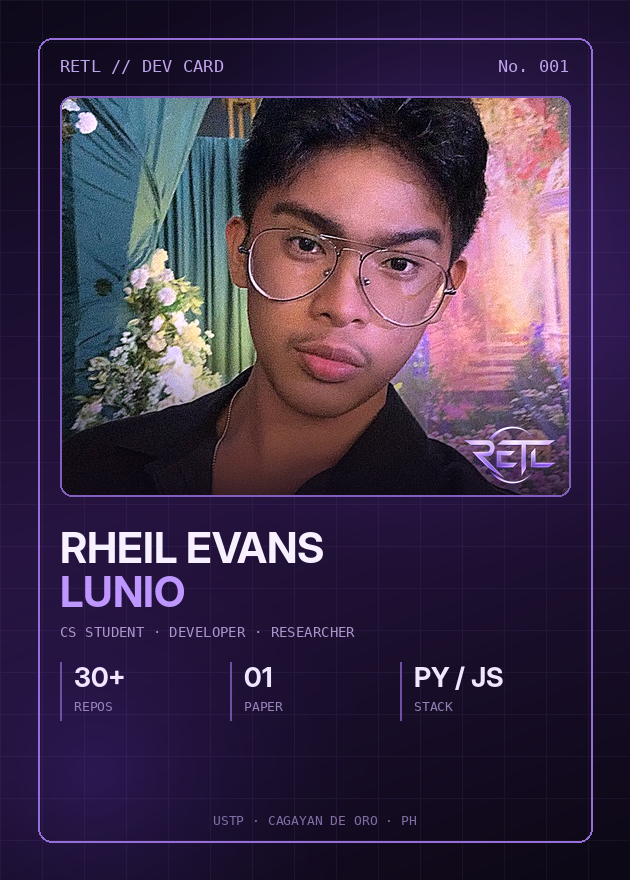 RETL // DEV CARD
No. 001
RETL
RHEIL EVANS
LUNIO
CS STUDENT · DEVELOPER · RESEARCHER
30+
REPOS
01
PAPER
PY / JS
STACK
USTP · CAGAYAN DE ORO · PH